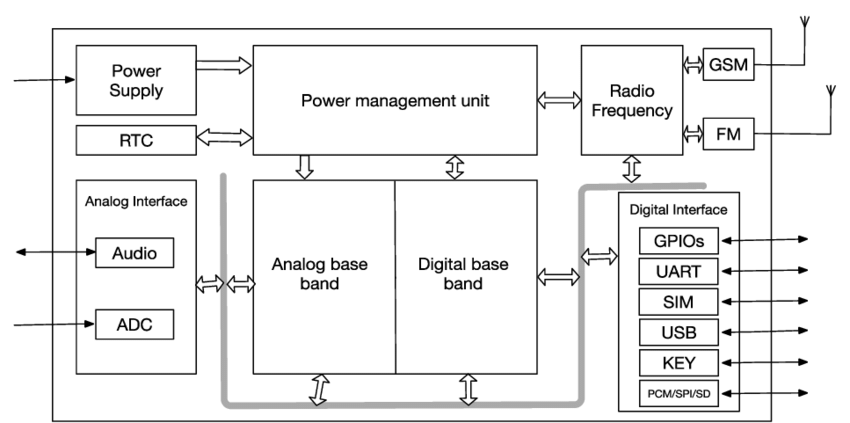 Power
Supply
Power management unit
Radio
Frequency
GSM
FM
RTC
Analog Interface
Audio
ADC
Analog base
band
Digital base
band
Digital Interface
GPIOs
UART
SIM
USB
KEY
PCM/SPI/SD